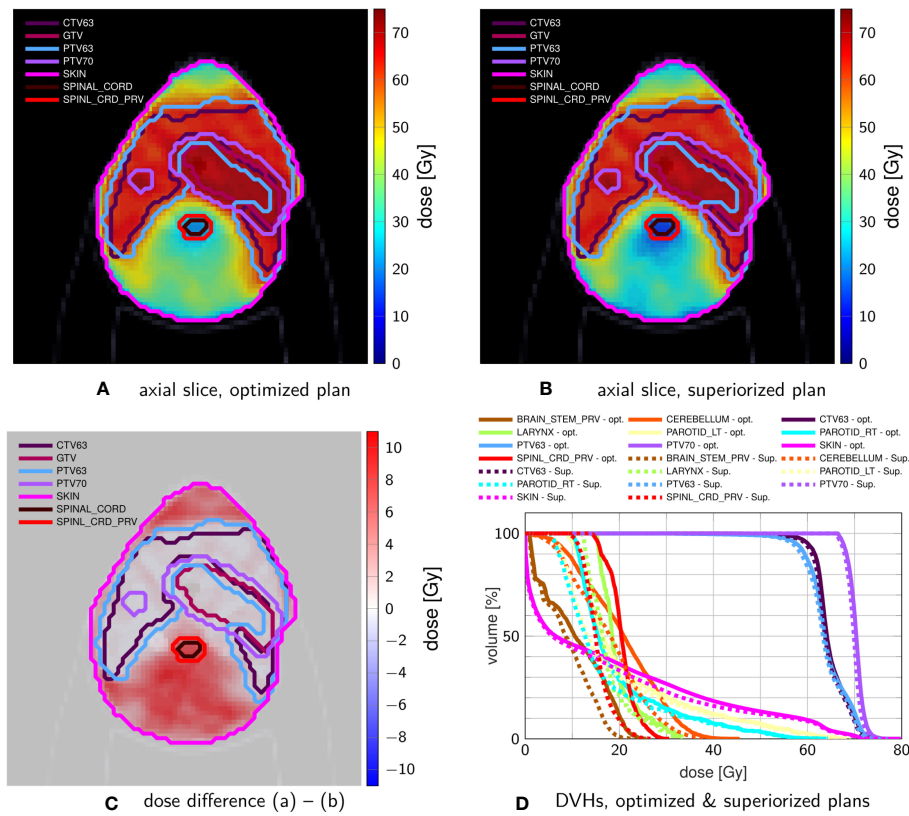 CTV63
GTV
PTV63
PTV70
SKIN
SPINAL_CORD
SPINL_CRD_PRV
70
60
50
40
30
20
10
0
dose [Gy]
A axial slice, optimized plan
CTV63
GTV
PTV63
PTV70
SKIN
SPINAL_CORD
SPINL_CRD_PRV
70
60
50
40
30
20
10
0
dose [Gy]
B axial slice, superiorized plan
CTV63
GTV
PTV63
PTV70
SKIN
SPINAL_CORD
SPINL_CRD_PRV
10
8
6
4
2
0
−2
−4
−6
−8
−10
dose [Gy]
C dose difference (a) – (b)
BRAIN_STEM_PRV - opt. CEREBELLUM - opt. CTV63 - opt.
LARYNX - opt. PAROTID_LT - opt. PAROTID_RT - opt.
PTV63 - opt. PTV70 - opt. SKIN - opt.
SPINL_CRD_PRV - opt. BRAIN_STEM_PRV - Sup. CEREBELLUM - Sup.
CTV63 - Sup. LARYNX - Sup. PAROTID_LT - Sup.
PAROTID_RT - Sup. PTV63 - Sup. PTV70 - Sup.
SKIN - Sup. SPINL_CRD_PRV - Sup.
100
50
0
volume [%]
0 20 40 60 80
dose [Gy]
D DVHs, optimized & superiorized plans